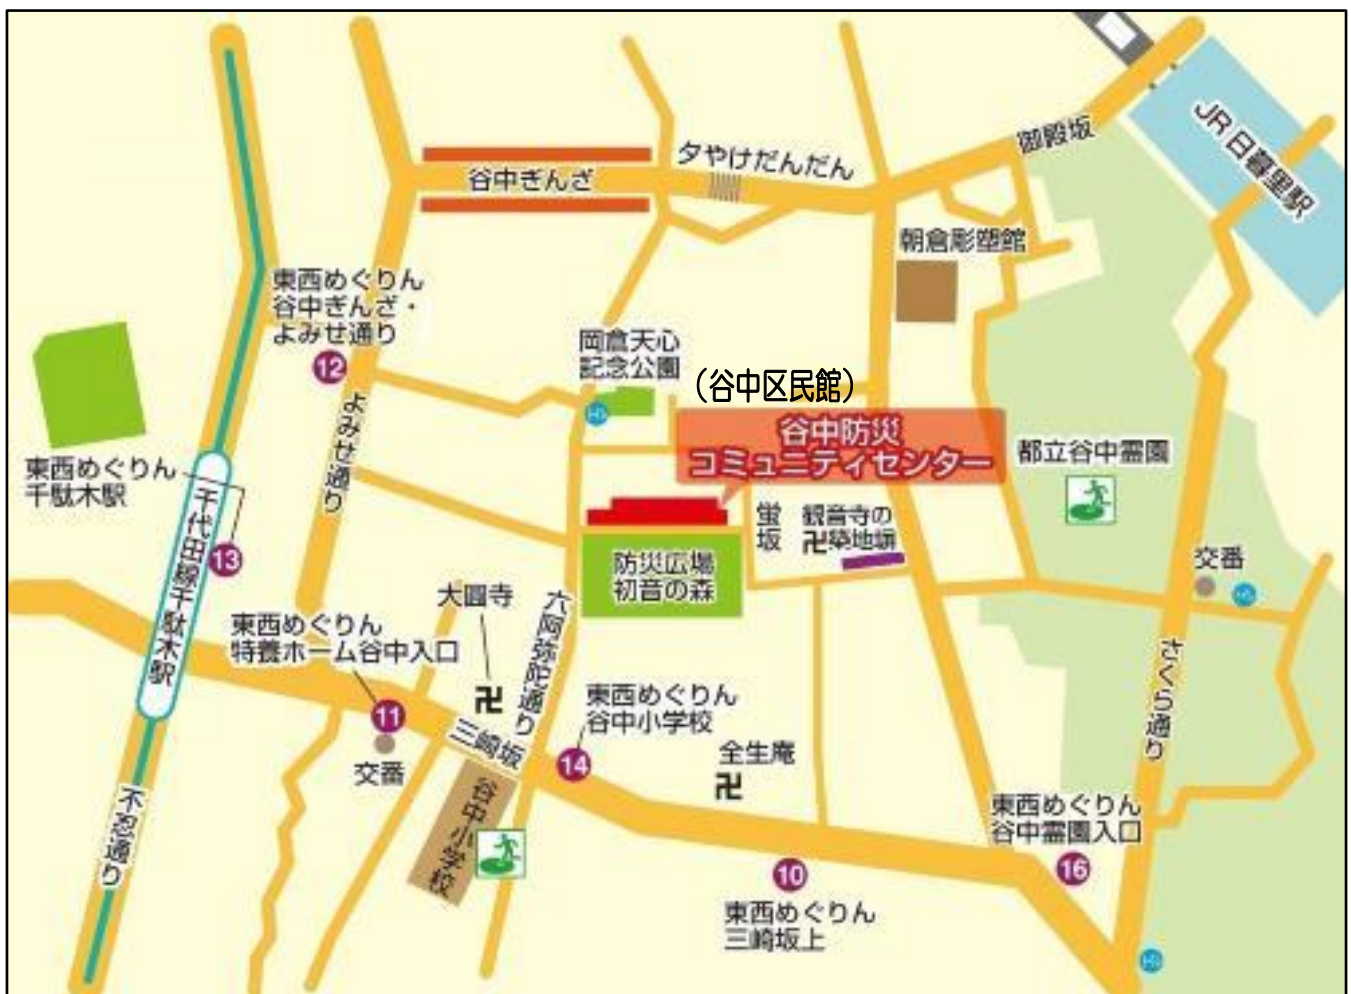 JR日暮里駅
御殿坂
夕やけだんだん
谷中ぎんざ
朝倉彫塑館
東西めぐりん
谷中ぎんざ・
よみせ通り
12
岡倉天心
記念公園
(谷中区民館)
谷中防災
コミュニティセンター
よみせ通り
都立谷中霊園
東西めぐりん
千駄木駅
千代田線千駄木駅
13
蛍坂
観音寺の
卍築地塀
防災広場
初音の森
交番
大圓寺
卍
六阿弥陀通り
東西めぐりん
特養ホーム谷中入口
11
交番
三崎坂
東西めぐりん
谷中小学校
14
さくら通り
全生庵
卍
谷中小学校
不忍通り
東西めぐりん
谷中霊園入口
16
10
東西めぐりん
三崎坂上